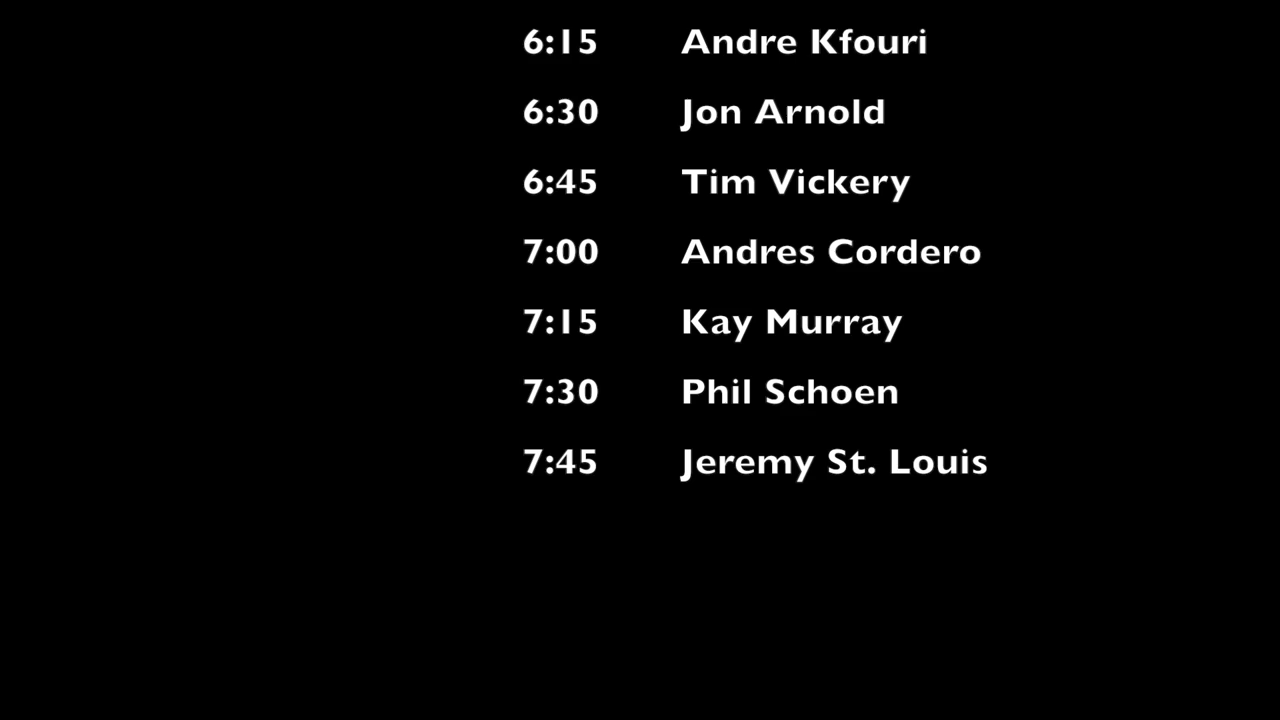 6:15 Andre Kfouri
6:30 Jon Arnold
6:45 Tim Vickery
7:00 Andres Cordero
7:15 Kay Murray
7:30 Phil Schoen
7:45 Jeremy St. Louis